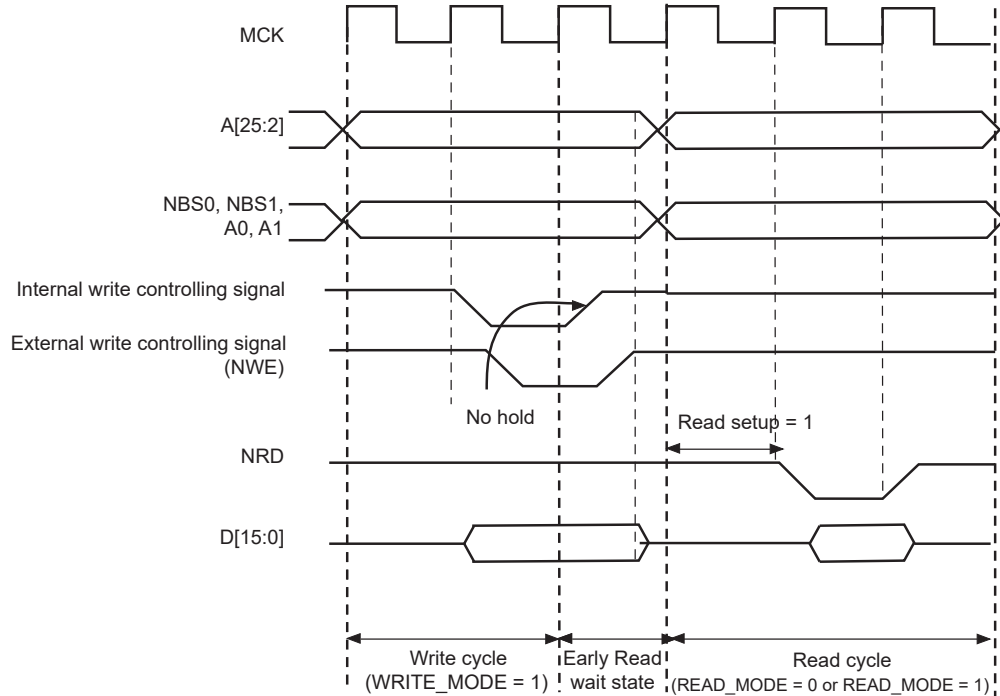 MCK
A[25:2]
NBS0, NBS1,
A0, A1
Internal write controlling signal
External write controlling signal
(NWE)
No hold
Read setup = 1
NRD
D[15:0]
Write cycle
(WRITE_MODE = 1)
Early Read
wait state
Read cycle
(READ_MODE = 0 or READ_MODE = 1)